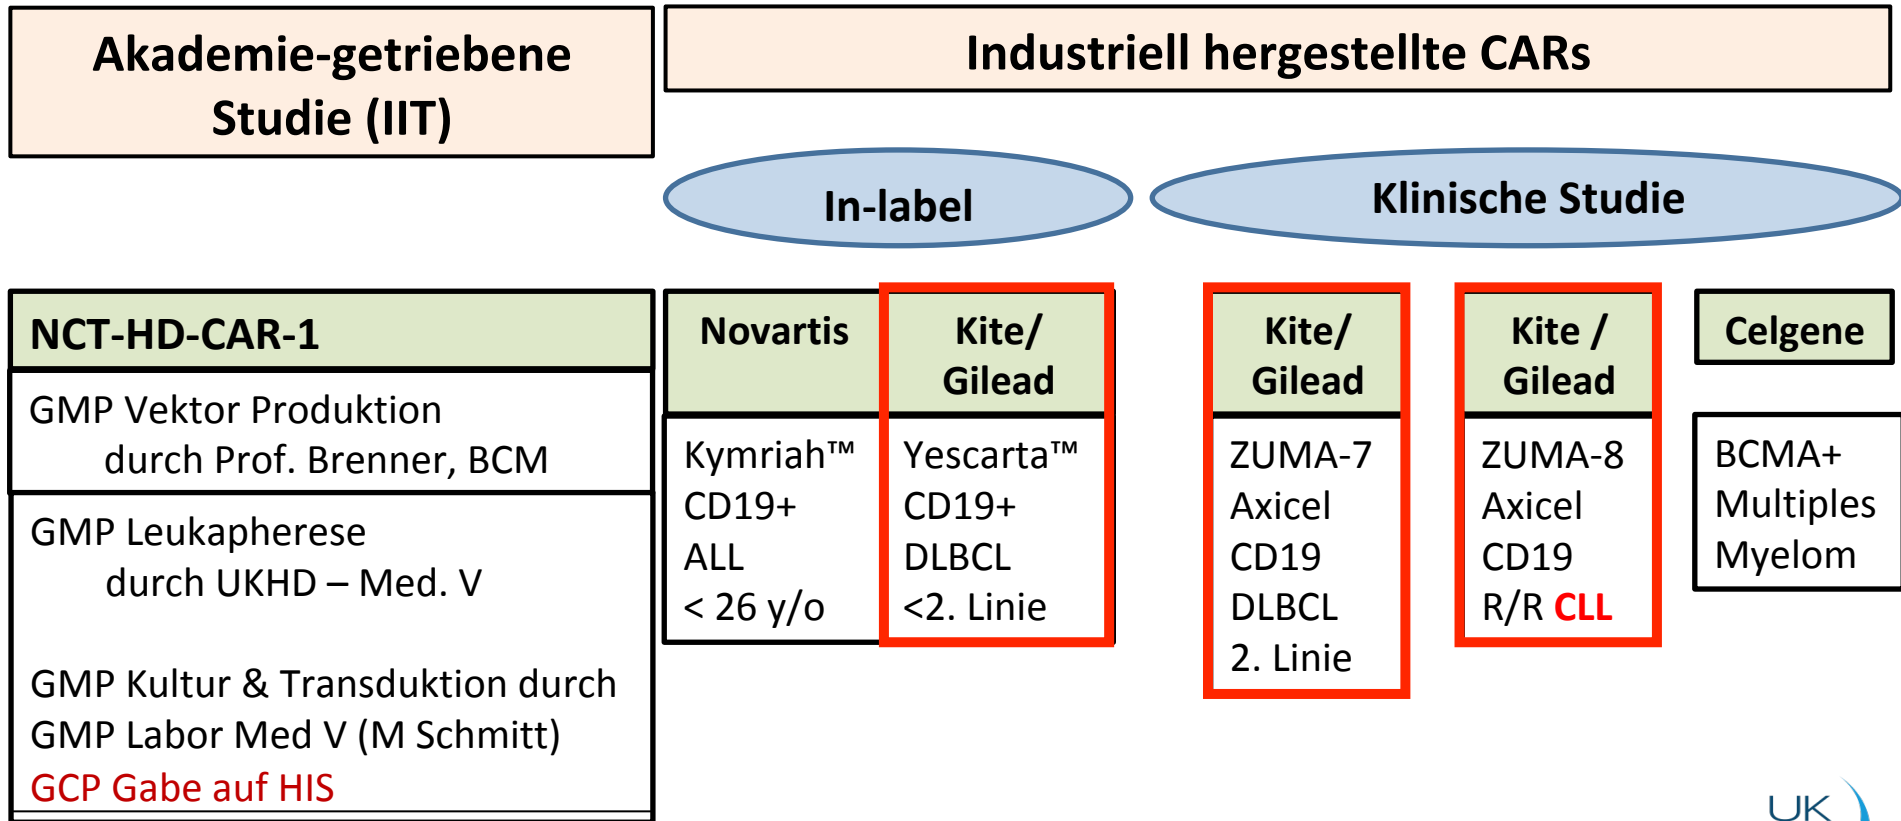 Akademie-getriebene
Studie (IIT)
Industriell hergestellte CARs
In-label
Klinische Studie
NCT-HD-CAR-1
GMP Vektor Produktion
durch Prof. Brenner, BCM
GMP Leukapherese
durch UKHD – Med. V
GMP Kultur & Transduktion durch
GMP Labor Med V (M Schmitt)
GCP Gabe auf HIS
Novartis
Kymriah™
CD19+
ALL
< 26 y/o
Kite/
Gilead
Yescarta™
CD19+
DLBCL
<2. Linie
Kite/
Gilead
ZUMA-7
Axicel
CD19
DLBCL
2. Linie
Kite /
Gilead
ZUMA-8
Axicel
CD19
R/R CLL
Celgene
BCMA+
Multiples
Myelom
UK